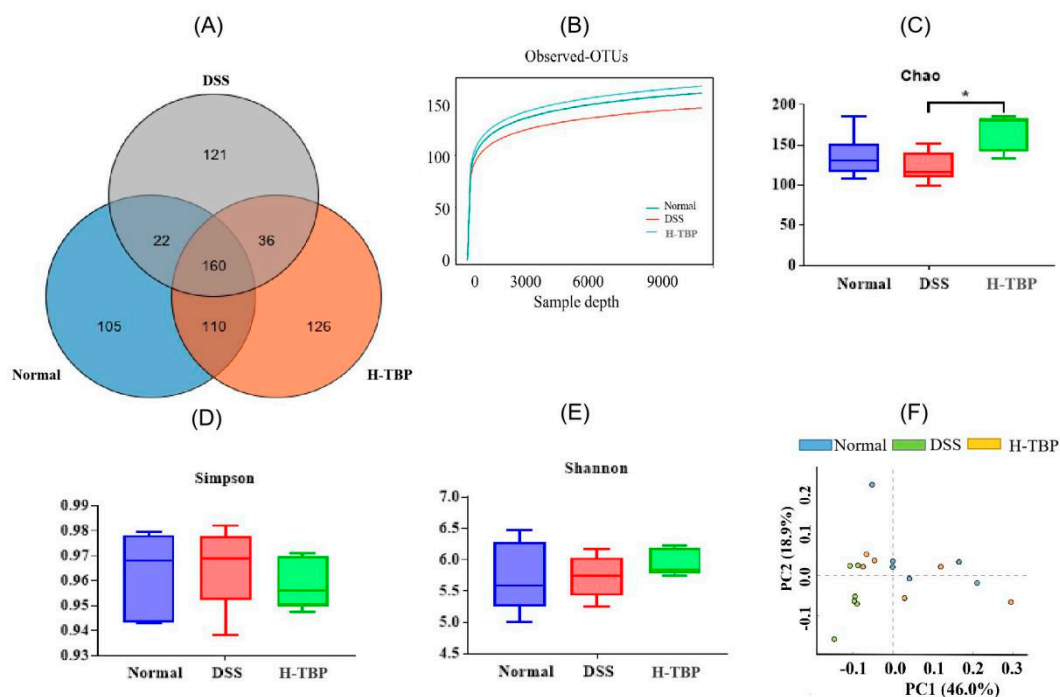 (A)
DSS
121
22
36
160
105
110
126
Normal
H-TBP
(B)
Observed-OTUs
150
100
50
0
Normal
DSS
H-TBP
0 3000 6000 9000
Sample depth
(C)
Chao
*
200
150
100
50
0
Normal DSS H-TBP
(D)
Simpson
0.99
0.98
0.97
0.96
0.95
0.94
0.93
Normal DSS H-TBP
(E)
Shannon
7.0
6.5
6.0
5.5
5.0
4.5
Normal DSS H-TBP
(F)
Normal DSS H-TBP
0.2
0.1
0.0
-0.1
PC2 (18.9%)
-0.1 0.0 0.1 0.2 0.3
PC1 (46.0%)